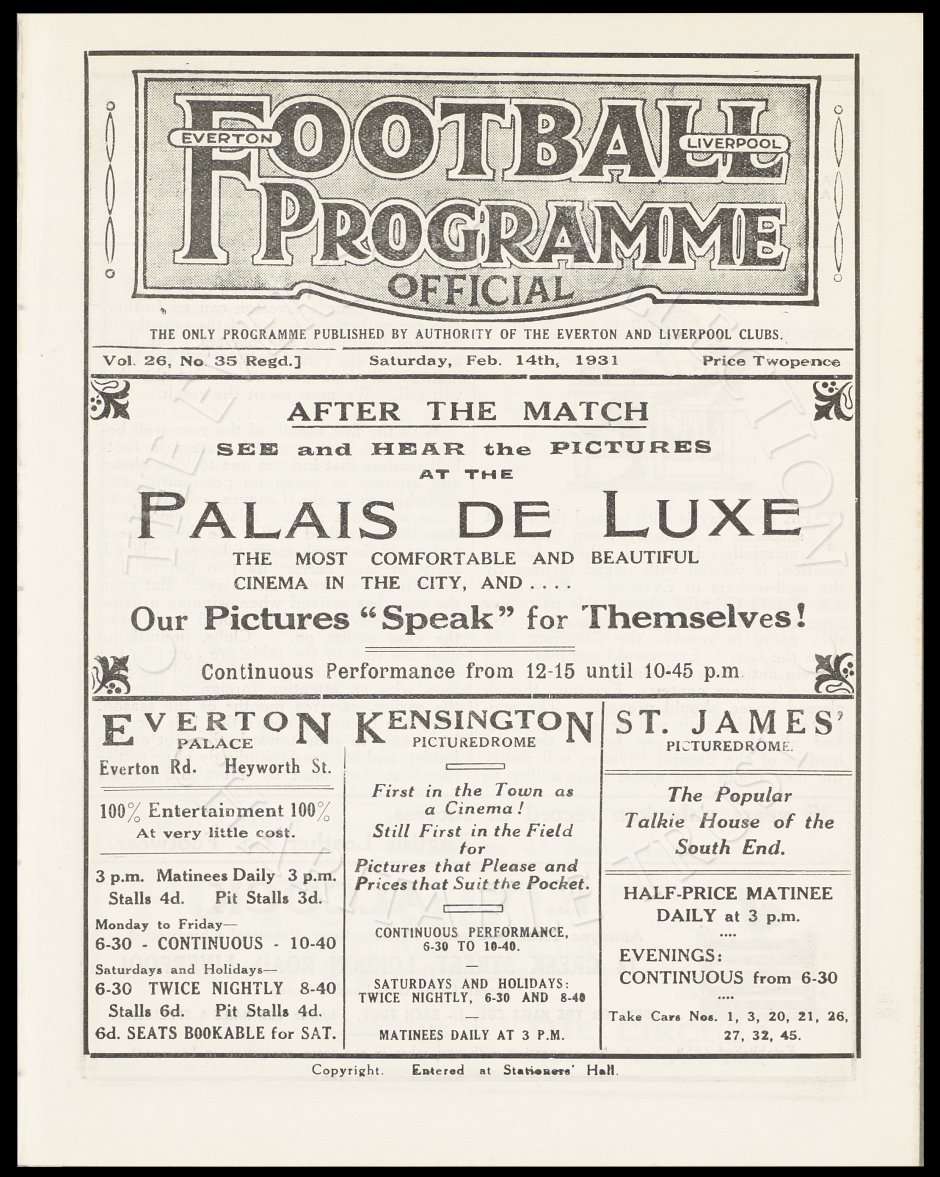 FOOTBALL
EVERTON
LIVERPOOL
PROGRAMME
OFFICIAL
THE ONLY PROGRAMME PUBLISHED BY AUTHORITY OF THE EVERTON AND LIVERPOOL CLUBS.
Vol. 26, No. 35 Regd.] Saturday, Feb. 14th, 1931 Price Twopence
AFTER THE MATCH
SEE and HEAR the PICTURES
AT THE
PALAIS DE LUXE
THE MOST COMFORTABLE AND BEAUTIFUL
CINEMA IN THE CITY, AND . . . .
Our Pictures “Speak” for Themselves!
Continuous Performance from 12-15 until 10-45 p.m.
EVERTON
PALACE
Everton Rd. Heyworth St.
100% Entertainment 100%
At very little cost.
3 p.m. Matinees Daily 3 p.m.
Stalls 4d. Pit Stalls 3d.
Monday to Friday—
6-30 - CONTINUOUS - 10-40
Saturdays and Holidays—
6-30 TWICE NIGHTLY 8-40
Stalls 6d. Pit Stalls 4d.
6d. SEATS BOOKABLE for SAT.
KENSINGTON
PICTUREDROME
First in the Town as
a Cinema!
Still First in the Field
for
Pictures that Please and
Prices that Suit the Pocket.
CONTINUOUS PERFORMANCE,
6-30 TO 10-40.
—
SATURDAYS AND HOLIDAYS:
TWICE NIGHTLY, 6-30 AND 8-40
—
MATINEES DAILY AT 3 P.M.
ST. JAMES'
PICTUREDROME.
The Popular
Talkie House of the
South End.
HALF-PRICE MATINEE
DAILY at 3 p.m.
....
EVENINGS:
CONTINUOUS from 6-30
....
Take Cars Nos. 1, 3, 20, 21, 26,
27, 32, 45.
Copyright. Entered at Stationers' Hall.